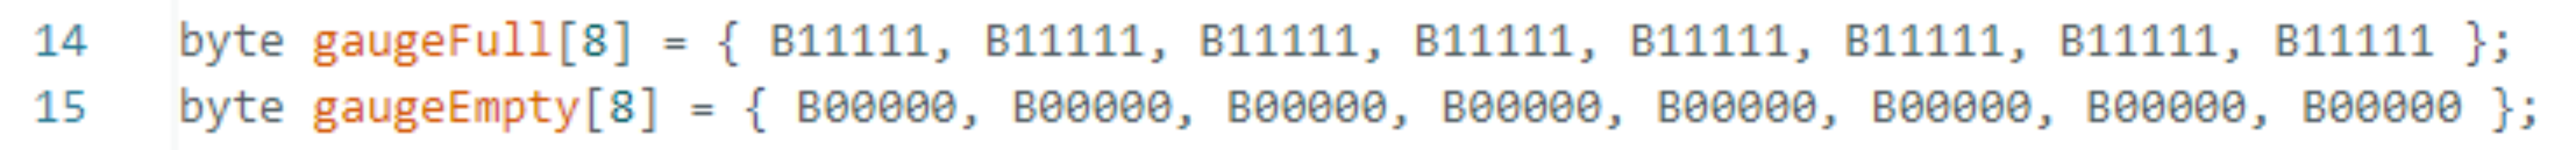 14 byte gaugeFull[8] = { B11111, B11111, B11111, B11111, B11111, B11111, B11111, B11111 };
15 byte gaugeEmpty[8] = { B00000, B00000, B00000, B00000, B00000, B00000, B00000, B00000 };